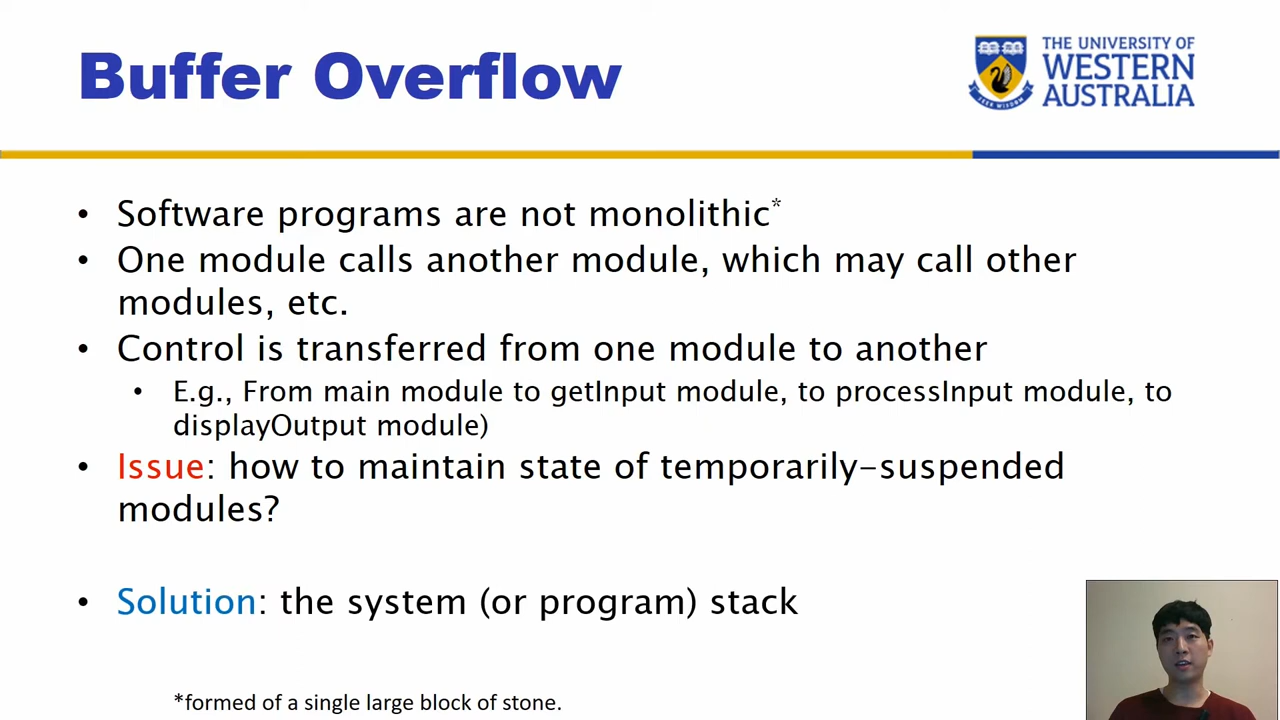 Buffer Overflow
THE UNIVERSITY OF
WESTERN
AUSTRALIA
SEEK WISDOM
• Software programs are not monolithic*
• One module calls another module, which may call other
modules, etc.
• Control is transferred from one module to another
• E.g., From main module to getInput module, to processInput module, to
displayOutput module)
• Issue: how to maintain state of temporarily-suspended
modules?
• Solution: the system (or program) stack
*formed of a single large block of stone.